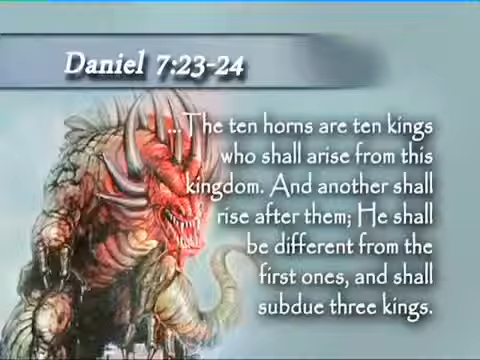 Daniel 7:23-24
...The ten horns are ten kings
who shall arise from this
kingdom. And another shall
rise after them; He shall
be different from the
first ones, and shall
subdue three kings.